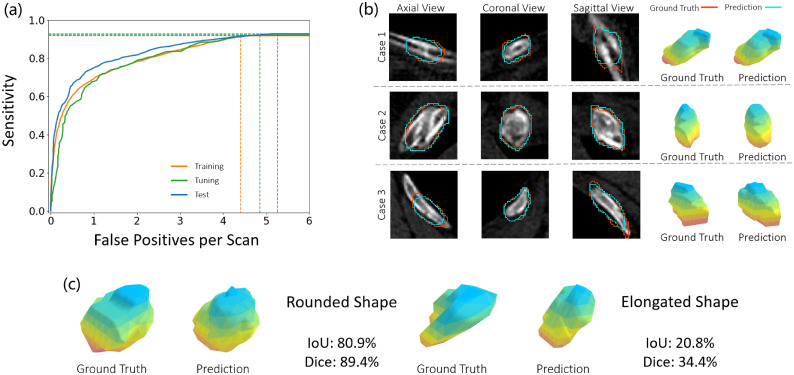 (a)
1.0
0.8
0.6
0.4
0.2
0.0
Sensitivity
Training
Tuning
Test
0
1
2
3
4
5
6
False Positives per Scan
(b)
Axial View
Coronal View
Sagittal View
Ground Truth
Prediction
Case 1
Ground Truth
Prediction
Case 2
Ground Truth
Prediction
Case 3
Ground Truth
Prediction
(c)
Ground Truth
Prediction
Rounded Shape
IoU: 80.9%
Dice: 89.4%
Ground Truth
Prediction
Elongated Shape
IoU: 20.8%
Dice: 34.4%